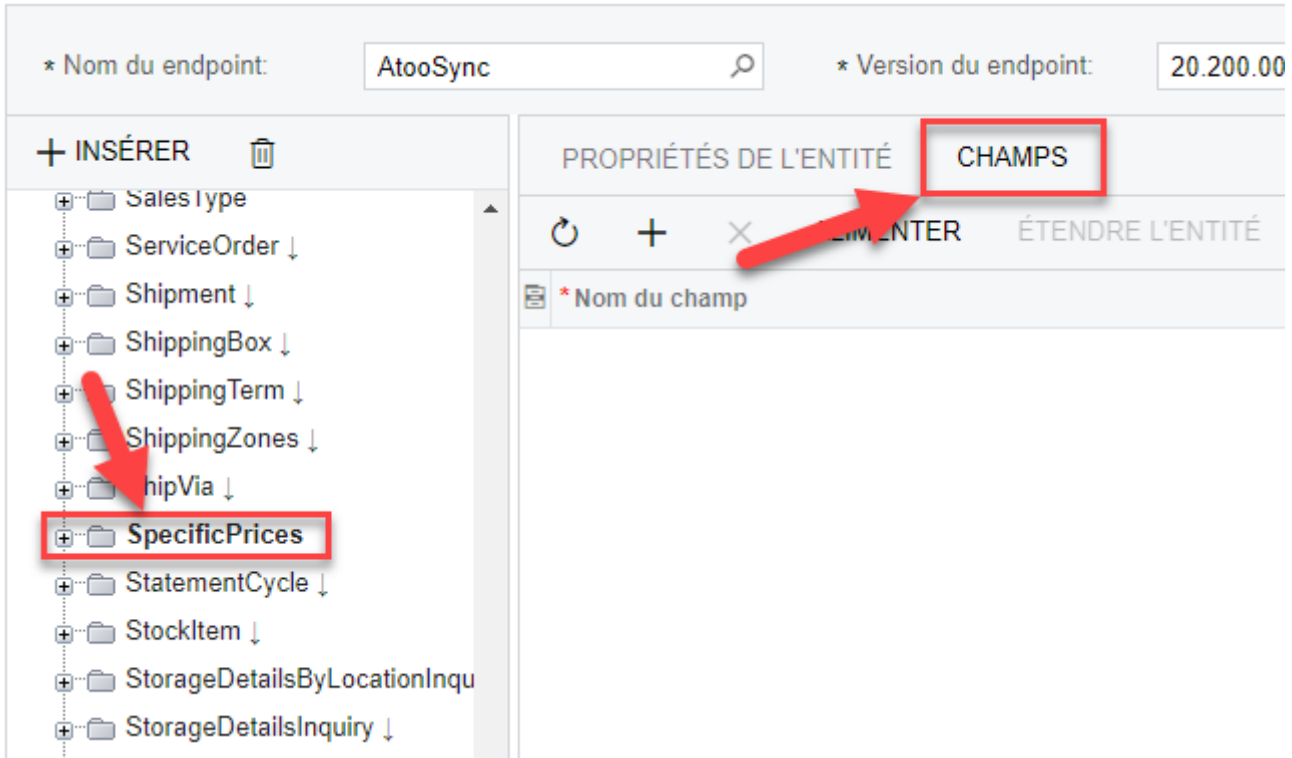 * Nom du endpoint: AtooSync * Version du endpoint: 20.200.00
INSÉRER
PROPRIÉTÉS DE L'ENTITÉ CHAMPS
ÉTENDRE L'ENTITÉ
* Nom du champ
SalesType
ServiceOrder ↓
Shipment ↓
ShippingBox ↓
ShippingTerm ↓
ShippingZones ↓
hipVia ↓
SpecificPrices
StatementCycle ↓
StockItem ↓
StorageDetailsByLocationInqu
StorageDetailsInquiry ↓